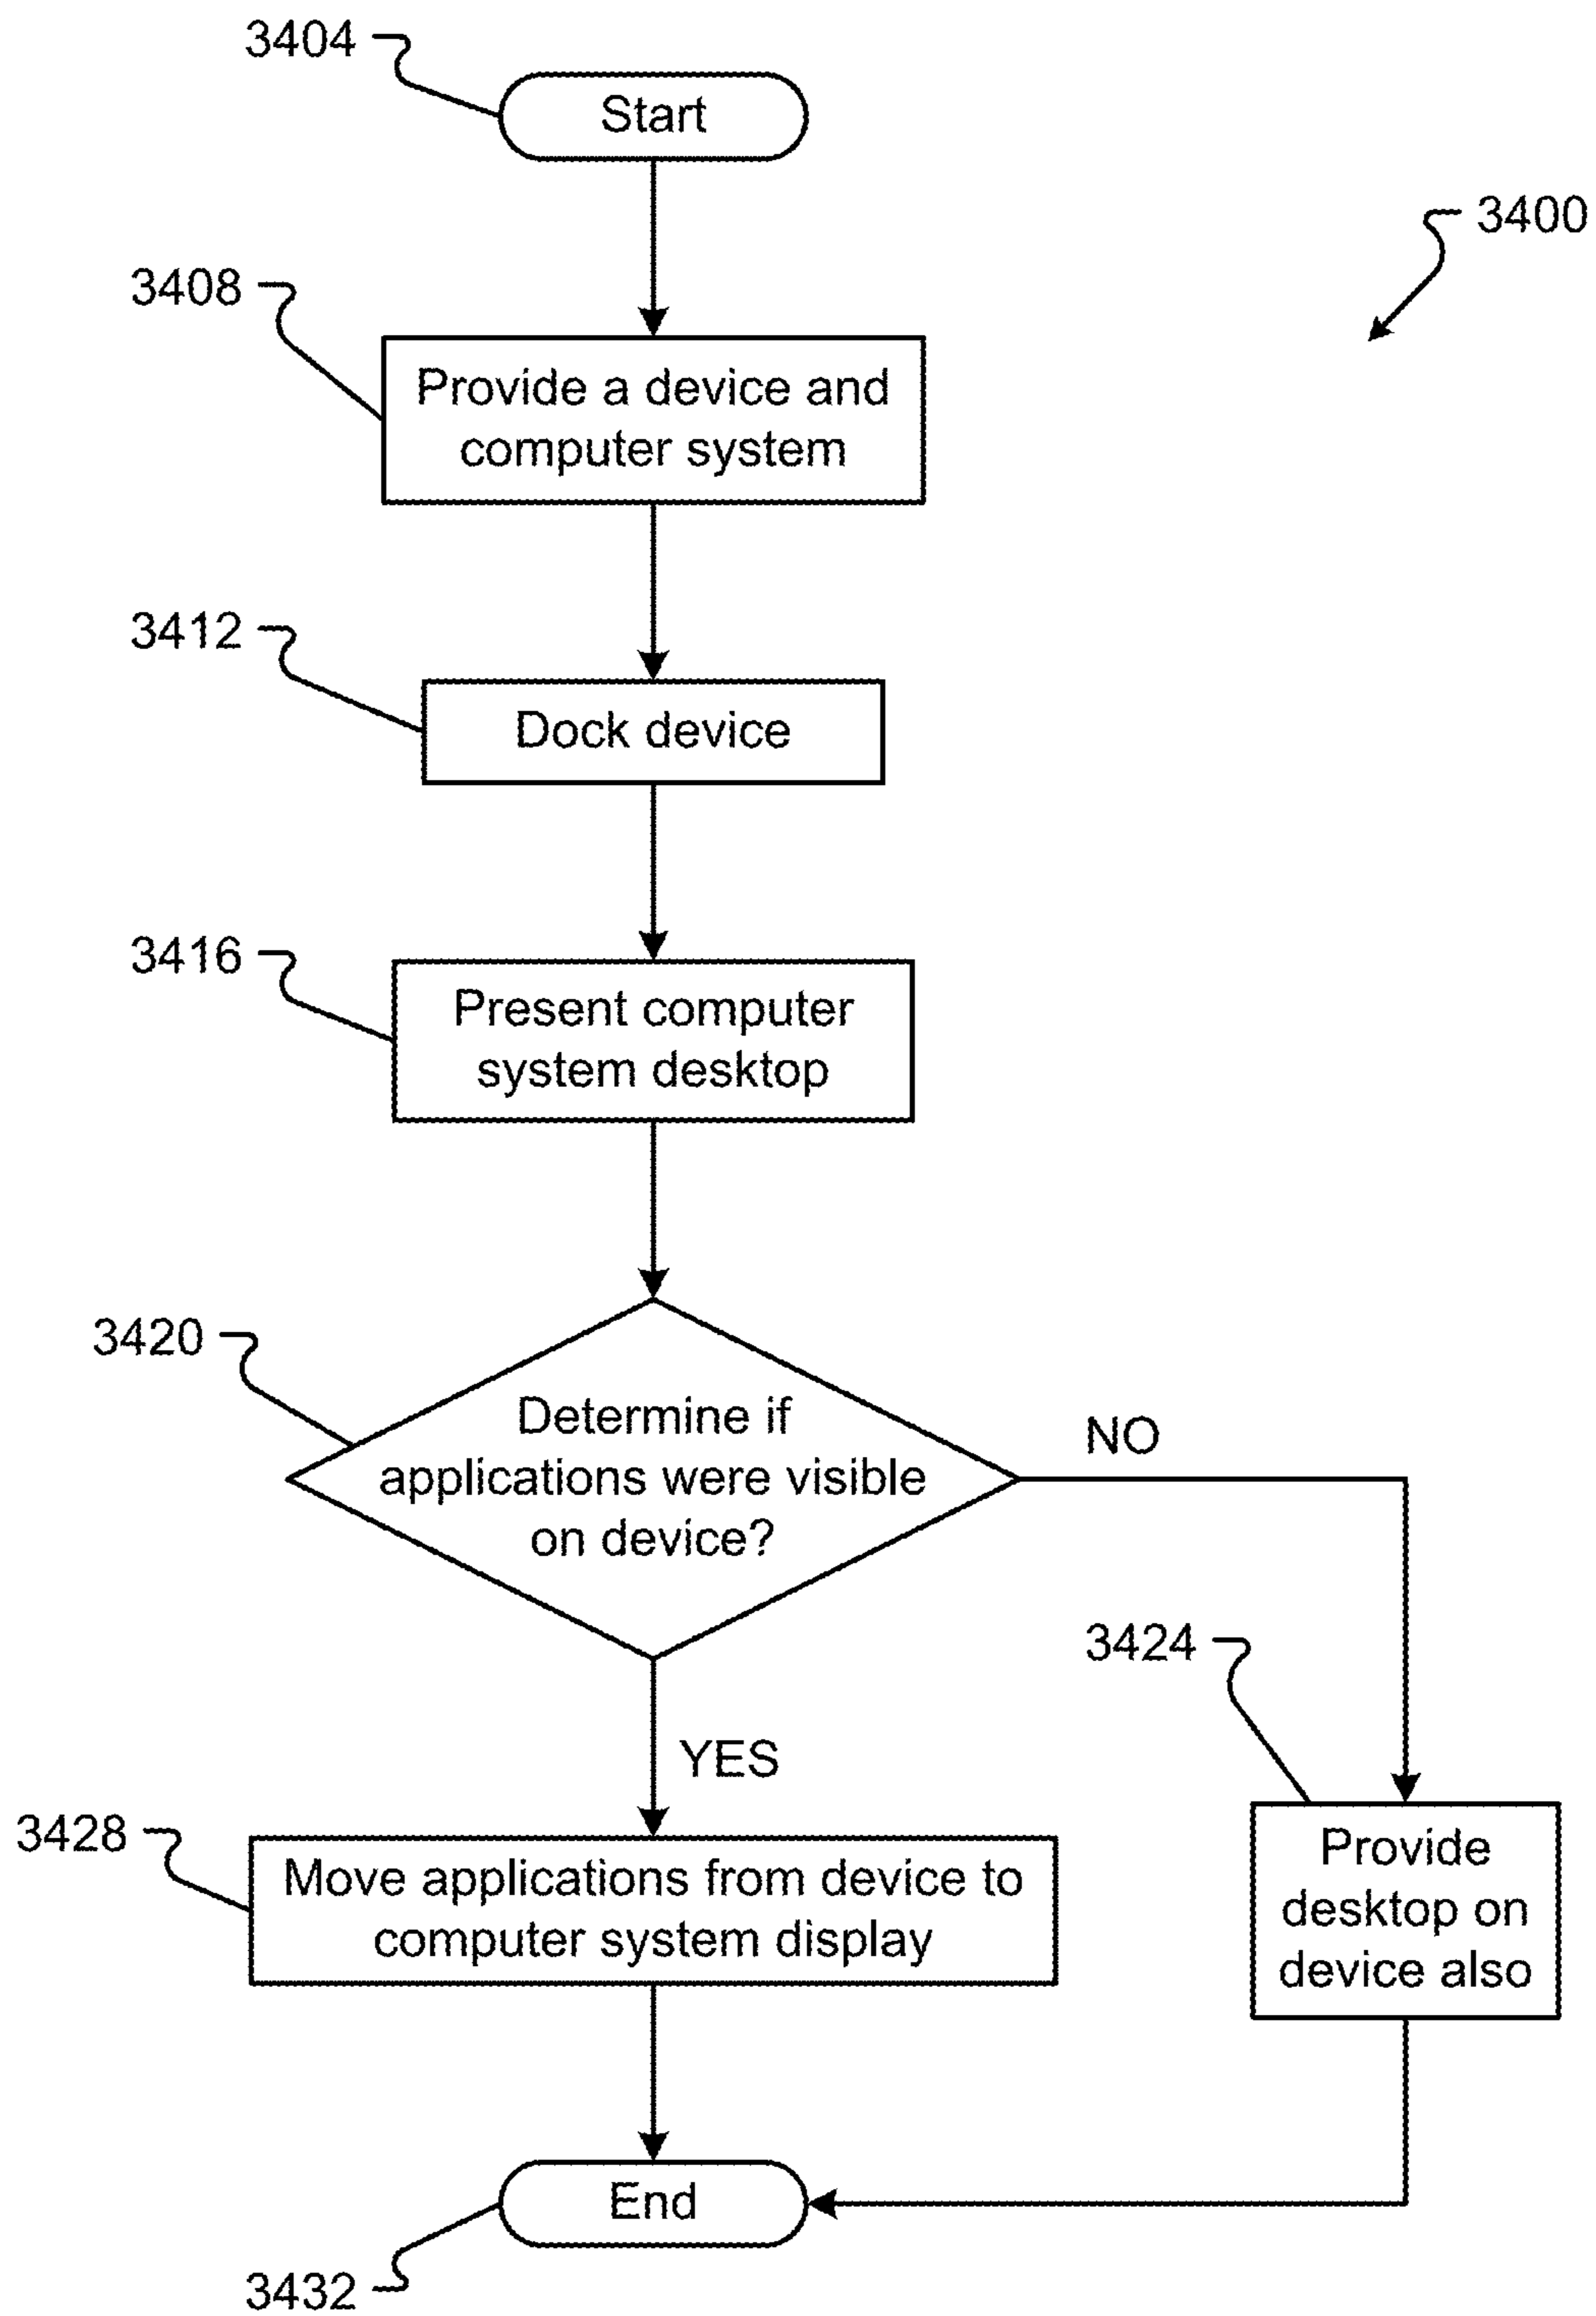 3404
Start
3400
3408
Provide a device and
computer system
3412
Dock device
3416
Present computer
system desktop
3420
Determine if
applications were visible
on device?
NO
3424
YES
3428
Move applications from device to
computer system display
Provide
desktop on
device also
End
3432